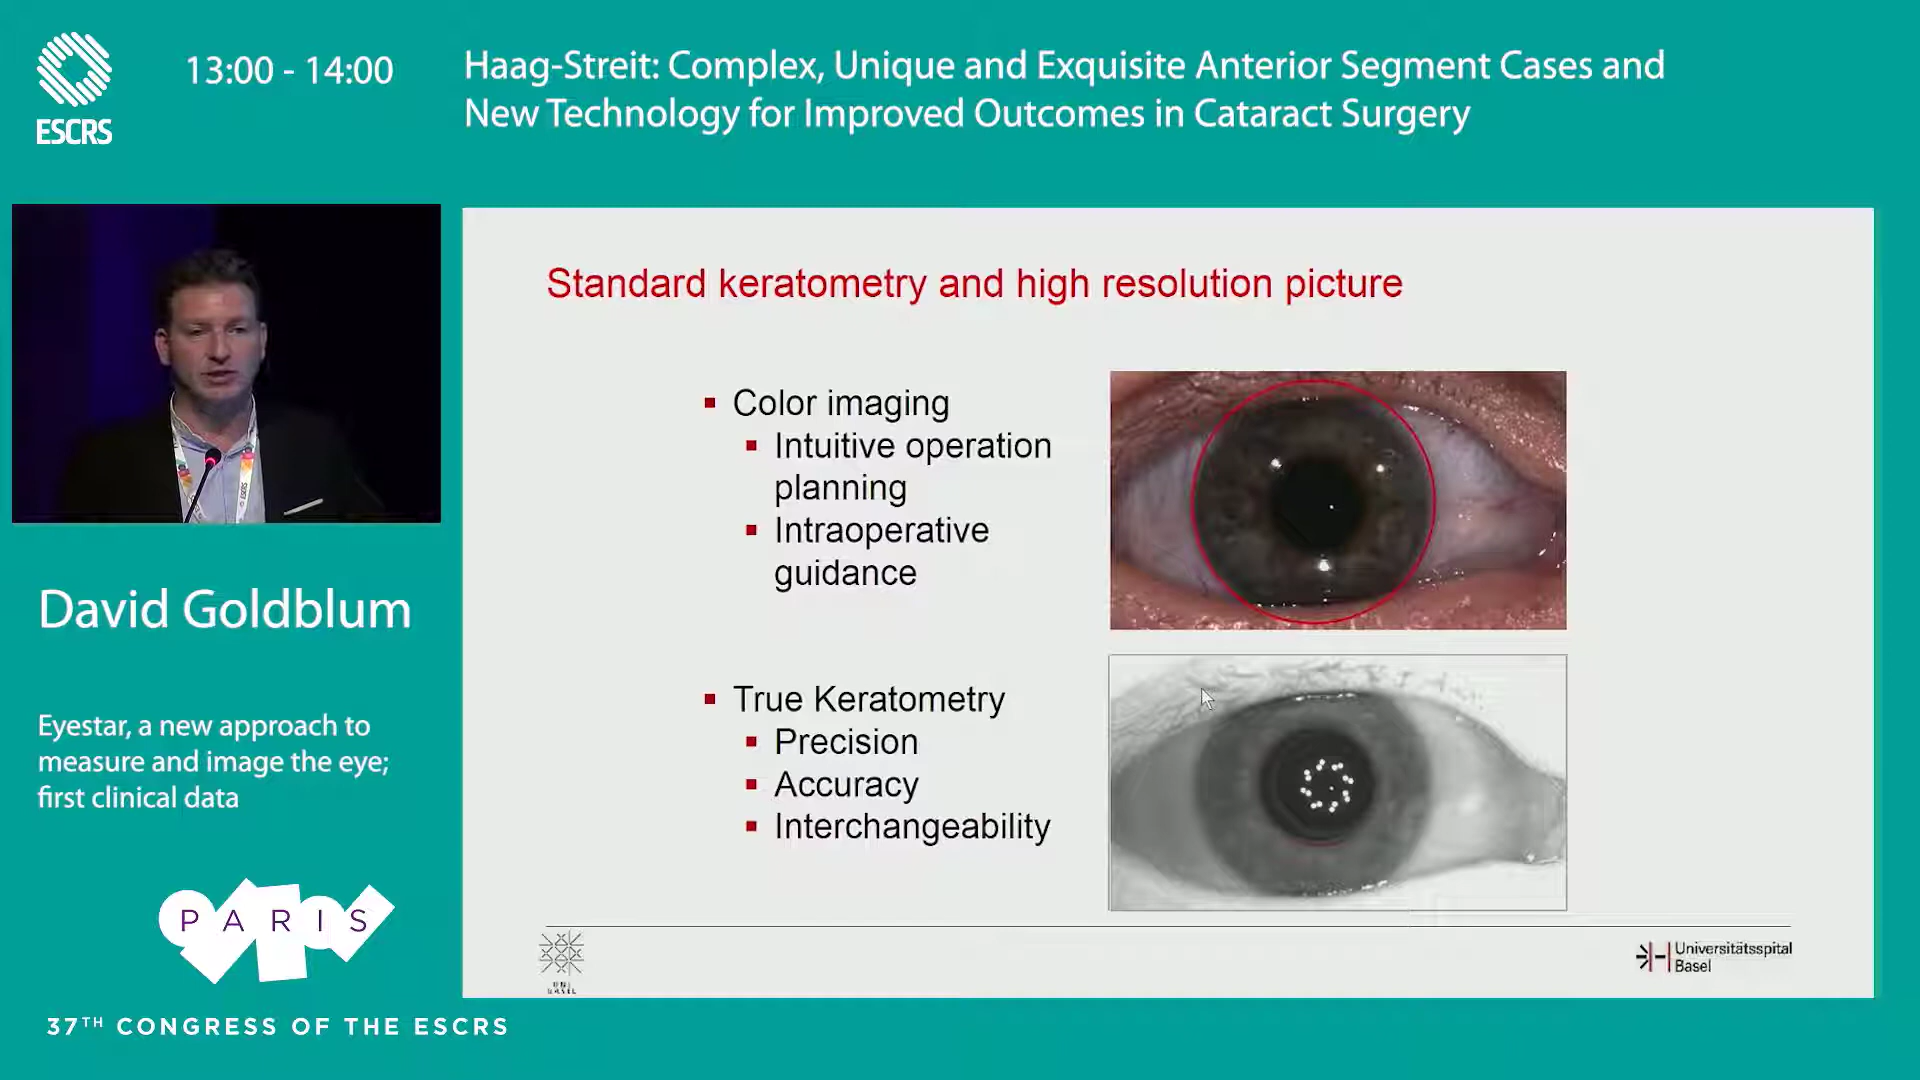 ESCRS
13:00 - 14:00
Haag-Streit: Complex, Unique and Exquisite Anterior Segment Cases and
New Technology for Improved Outcomes in Cataract Surgery
Standard keratometry and high resolution picture
Color imaging
Intuitive operation
planning
Intraoperative
guidance
True Keratometry
Precision
Accuracy
Interchangeability
UNI
BASEL
Universitätsspital
Basel
David Goldblum
Eyestar, a new approach to
measure and image the eye;
first clinical data
PARIS
37TH CONGRESS OF THE ESCRS